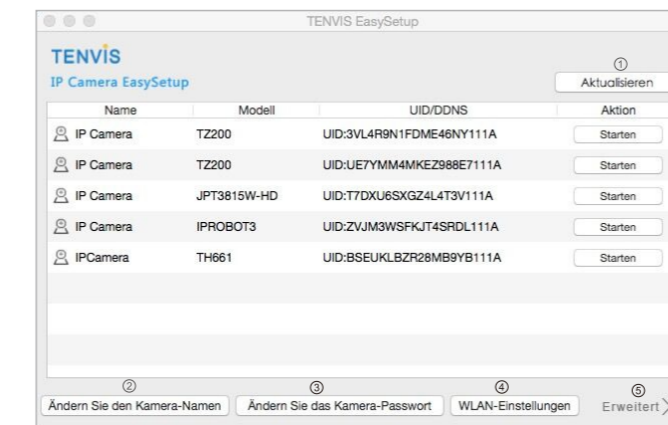 TENVIS EasySetup
TENVIS
IP Camera EasySetup
①
Aktualisieren
Name Modell UID/DDNS Aktion
IP Camera TZ200 UID:3VL4R9N1FDME46NY111A Starten
IP Camera TZ200 UID:UE7YMM4MKEZ988E7111A Starten
IP Camera JPT3815W-HD UID:T7DXU6SXGZ4L4T3V111A Starten
IP Camera IPROBOT3 UID:ZVJM3WSFKJT4SRDL111A Starten
IPCamera TH661 UID:BSEUKLBZR28MB9YB111A Starten
② ③ ④ ⑤
Ändern Sie den Kamera-Namen Ändern Sie das Kamera-Passwort WLAN-Einstellungen Erweitert